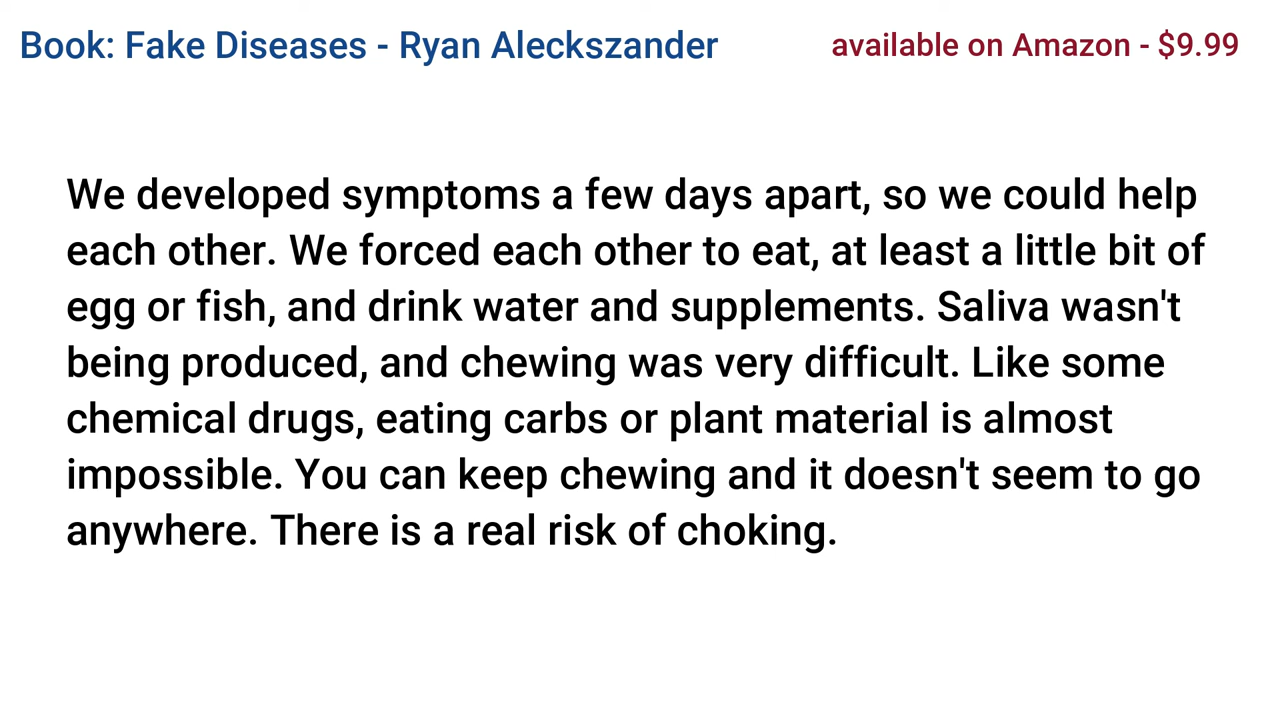 Book: Fake Diseases - Ryan Aleckszander
available on Amazon - $9.99
We developed symptoms a few days apart, so we could help
each other. We forced each other to eat, at least a little bit of
egg or fish, and drink water and supplements. Saliva wasn't
being produced, and chewing was very difficult. Like some
chemical drugs, eating carbs or plant material is almost
impossible. You can keep chewing and it doesn't seem to go
anywhere. There is a real risk of choking.